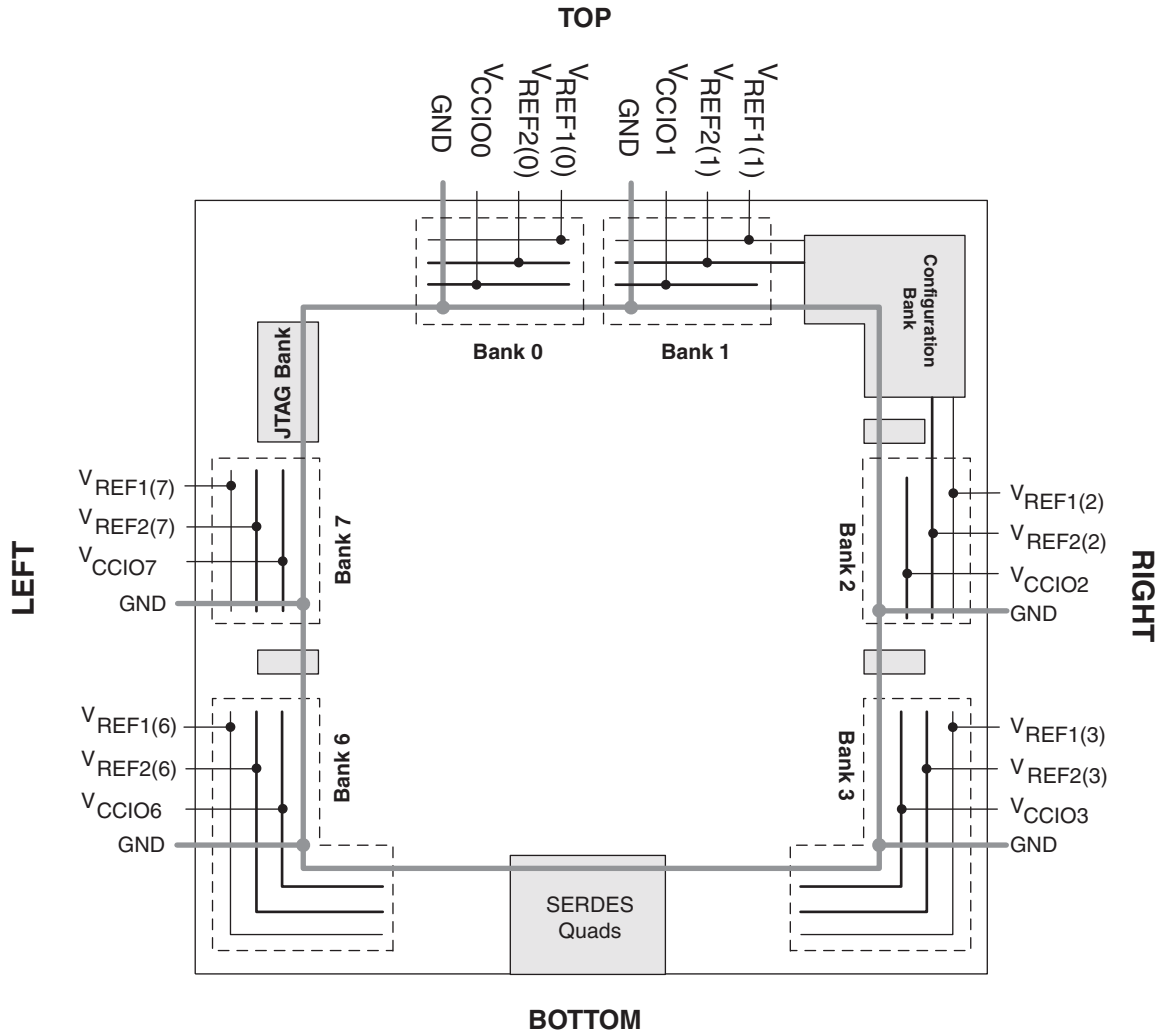 TOP
GND
VCCIO0
VREF2(0)
VREF1(0)
GND
VCCIO1
VREF2(1)
VREF1(1)
Configuration
Bank
Bank 0
Bank 1
JTAG Bank
LEFT
VREF1(7)
VREF2(7)
VCCIO7
GND
Bank 7
Bank 2
VREF1(2)
VREF2(2)
VCCIO2
GND
RIGHT
VREF1(6)
VREF2(6)
VCCIO6
GND
Bank 6
Bank 3
VREF1(3)
VREF2(3)
VCCIO3
GND
SERDES
Quads
BOTTOM